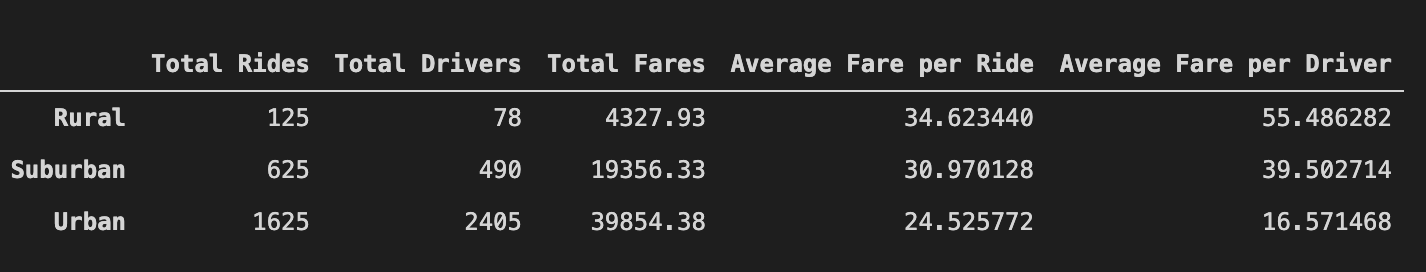 Total Rides Total Drivers Total Fares Average Fare per Ride Average Fare per Driver
Rural 125 78 4327.93 34.623440 55.486282
Suburban 625 490 19356.33 30.970128 39.502714
Urban 1625 2405 39854.38 24.525772 16.571468